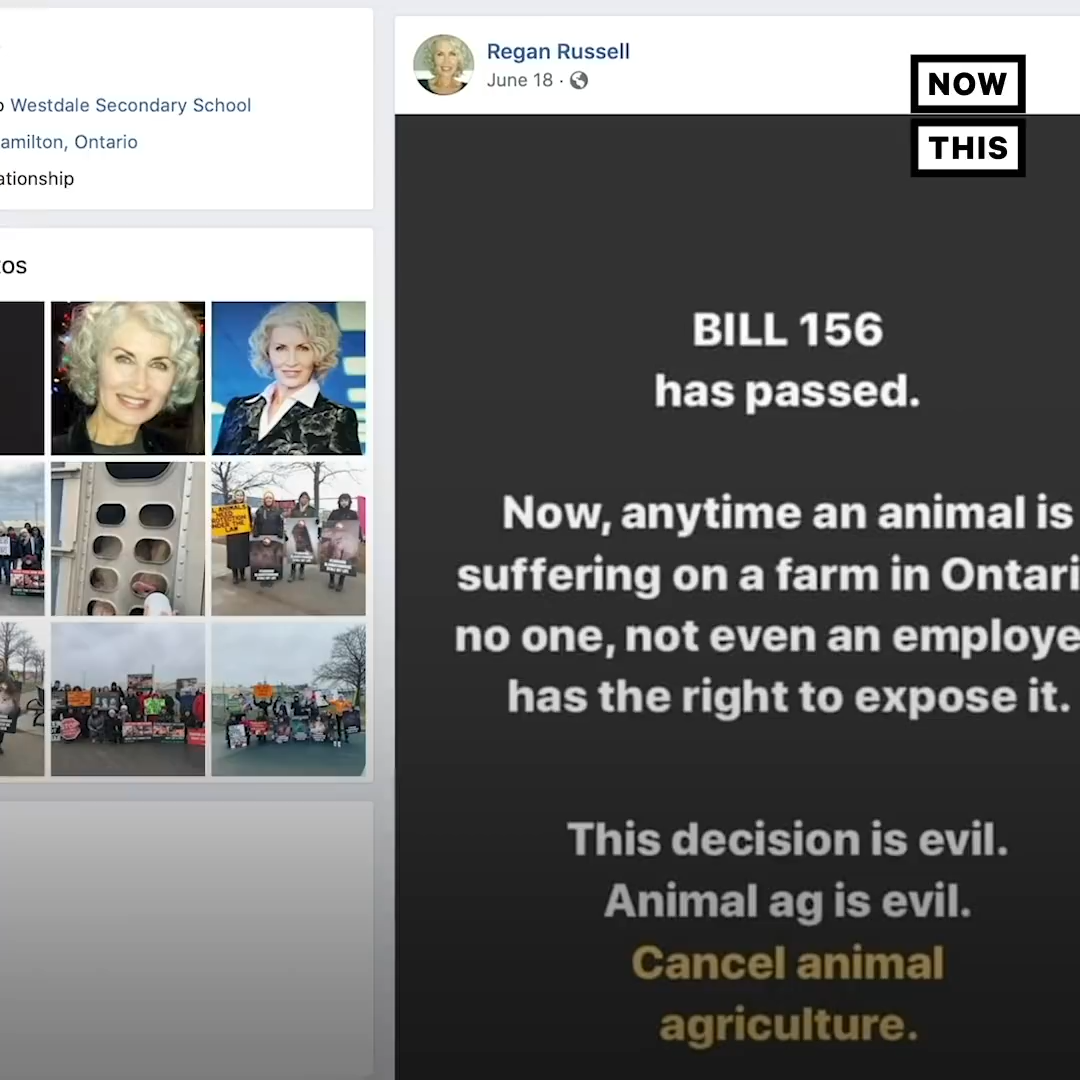 Westdale Secondary School
amilton, Ontario
ationship
tos
Regan Russell
June 18 ·
NOW
THIS
BILL 156
has passed.
Now, anytime an animal is
suffering on a farm in Ontari
no one, not even an employe
has the right to expose it.
This decision is evil.
Animal ag is evil.
Cancel animal
agriculture.